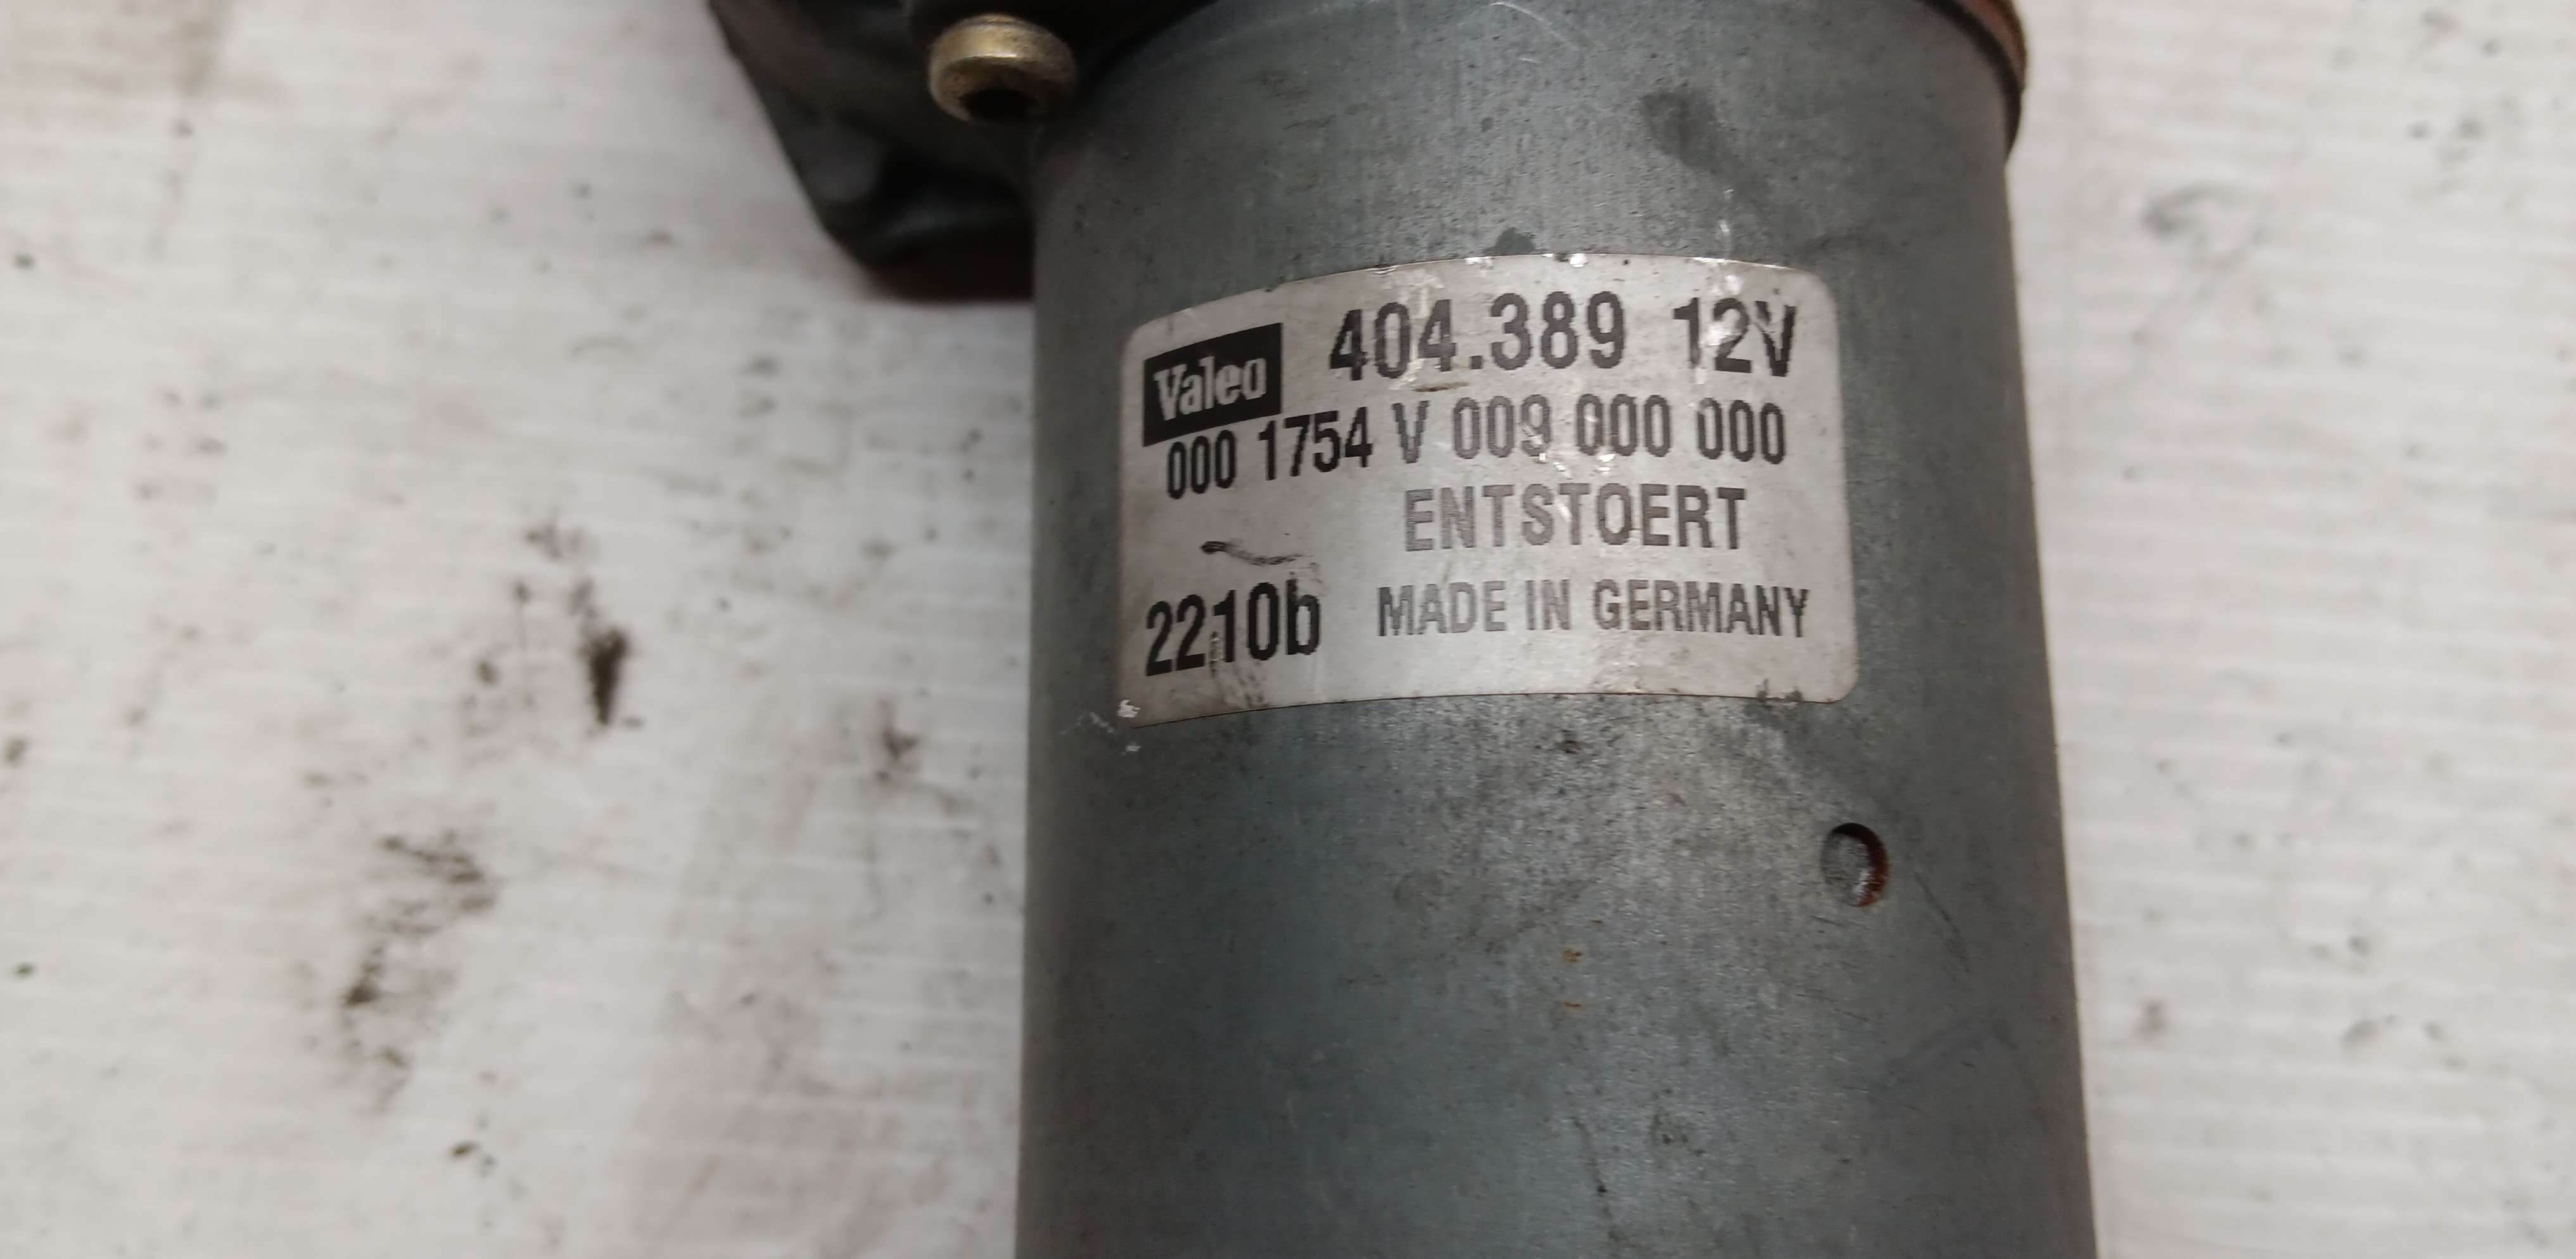 Valeo 404.389 12V
000 1754 V 009 000 000
ENTSTOERT
2210b MADE IN GERMANY